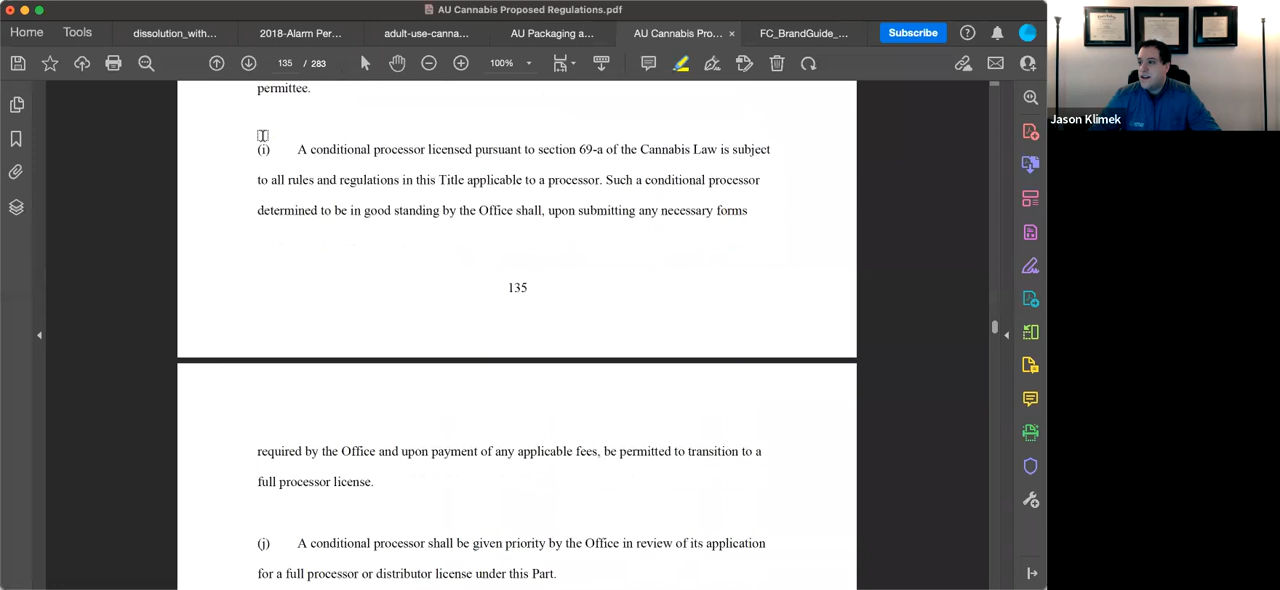 AU Cannabis Proposed Regulations.pdf
Home Tools dissolution_with... 2018-Alarm Per... adult-use-canna... AU Packaging a... AU Cannabis Pro... × FC_BrandGuide_... Subscribe
135 / 283 100%
permittee.
(i) A conditional processor licensed pursuant to section 69-a of the Cannabis Law is subject
to all rules and regulations in this Title applicable to a processor. Such a conditional processor
determined to be in good standing by the Office shall, upon submitting any necessary forms
135
required by the Office and upon payment of any applicable fees, be permitted to transition to a
full processor license.
(j) A conditional processor shall be given priority by the Office in review of its application
for a full processor or distributor license under this Part.
Jason Klimek